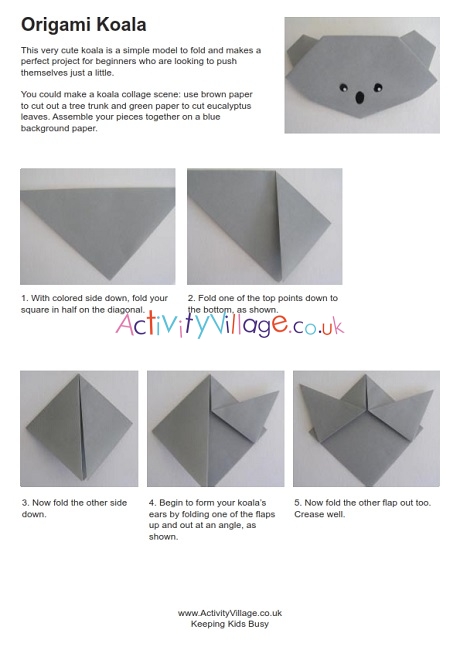 Origami Koala
This very cute koala is a simple model to fold and makes a
perfect project for beginners who are looking to push
themselves just a little.
You could make a koala collage scene: use brown paper
to cut out a tree trunk and green paper to cut eucalyptus
leaves. Assemble your pieces together on a blue
background paper.
1. With colored side down, fold your
square in half on the diagonal.
2. Fold one of the top points down to
the bottom, as shown.
ActivityVillage.co.uk
3. Now fold the other side
down.
4. Begin to form your koala's
ears by folding one of the flaps
up and out at an angle, as
shown.
5. Now fold the other flap out too.
Crease well.
www.ActivityVillage.co.uk
Keeping Kids Busy